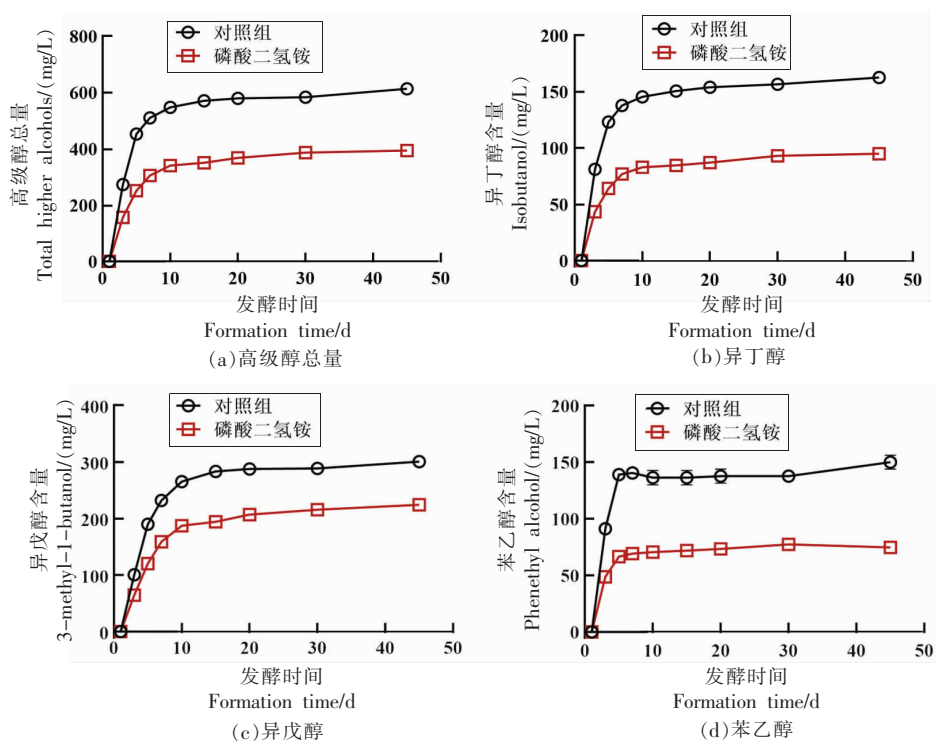 高级醇总量
Total higher alcohols/(mg/L)
800
600
400
200
0
对照组
磷酸二氢铵
0 10 20 30 40 50
发酵时间
Formation time/d
(a)高级醇总量
异丁醇含量
Isobutanol/(mg/L)
200
150
100
50
0
对照组
磷酸二氢铵
0 10 20 30 40 50
发酵时间
Formation time/d
(b)异丁醇
异戊醇含量
3-methyl-1-butanol/(mg/L)
400
300
200
100
0
对照组
磷酸二氢铵
0 10 20 30 40 50
发酵时间
Formation time/d
(c)异戊醇
苯乙醇含量
Phenethyl alcohol/(mg/L)
200
150
100
50
0
对照组
磷酸二氢铵
0 10 20 30 40 50
发酵时间
Formation time/d
(d)苯乙醇